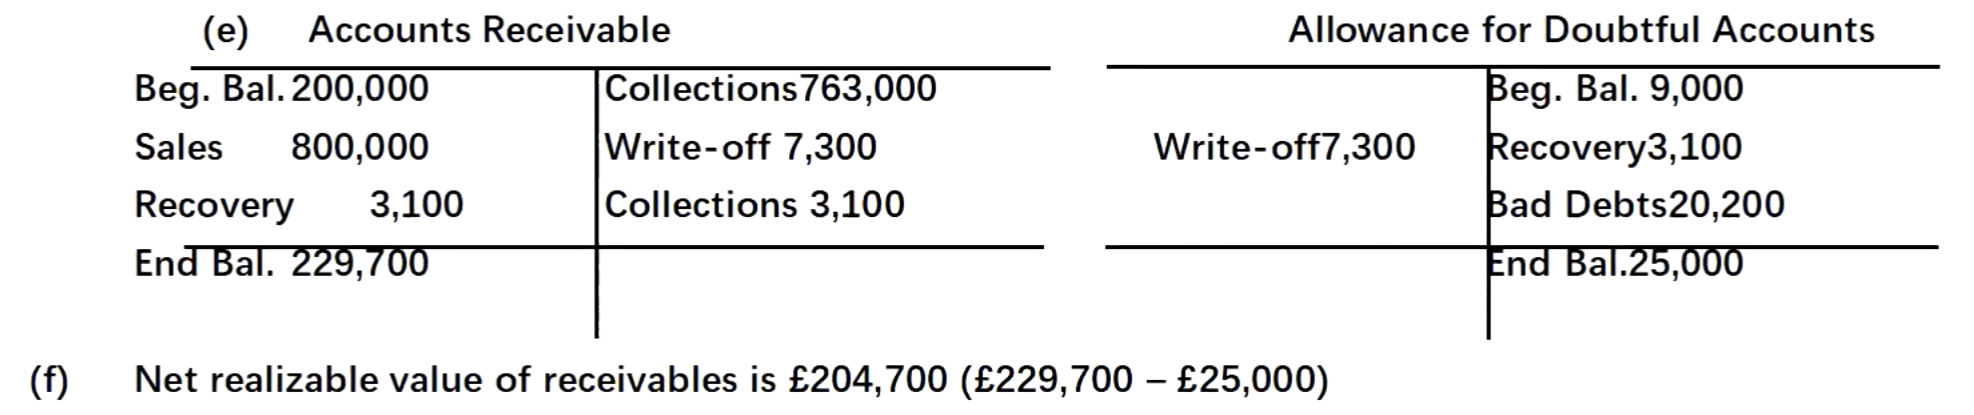 (e) Accounts Receivable Allowance for Doubtful Accounts
Beg. Bal. 200,000 Collections763,000 Beg. Bal. 9,000
Sales 800,000 Write-off 7,300 Write-off7,300 Recovery3,100
Recovery 3,100 Collections 3,100 Bad Debts20,200
End Bal. 229,700 End Bal.25,000
(f) Net realizable value of receivables is £204,700 (£229,700 – £25,000)